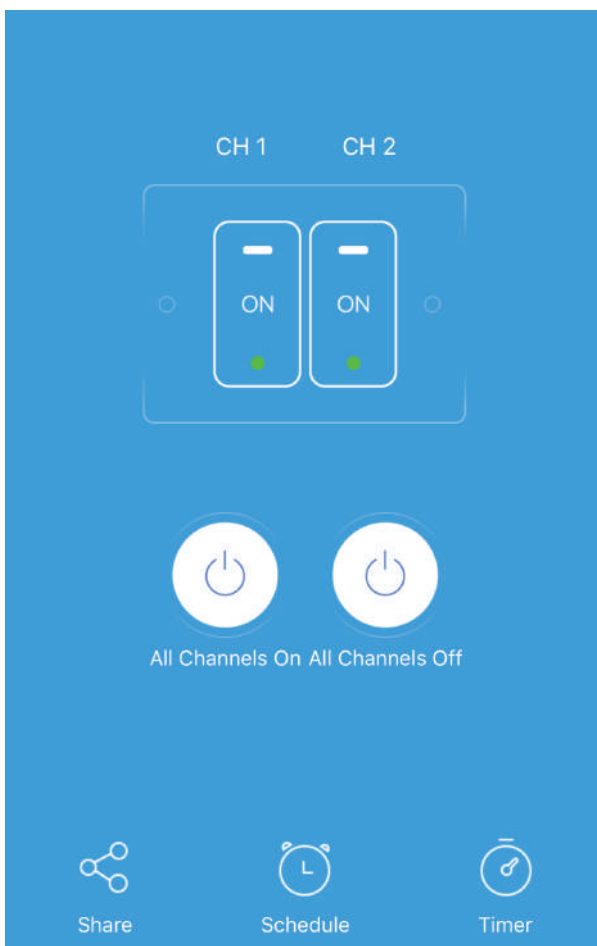 CH 1 CH 2
ON ON
All Channels On All Channels Off
Share Schedule Timer